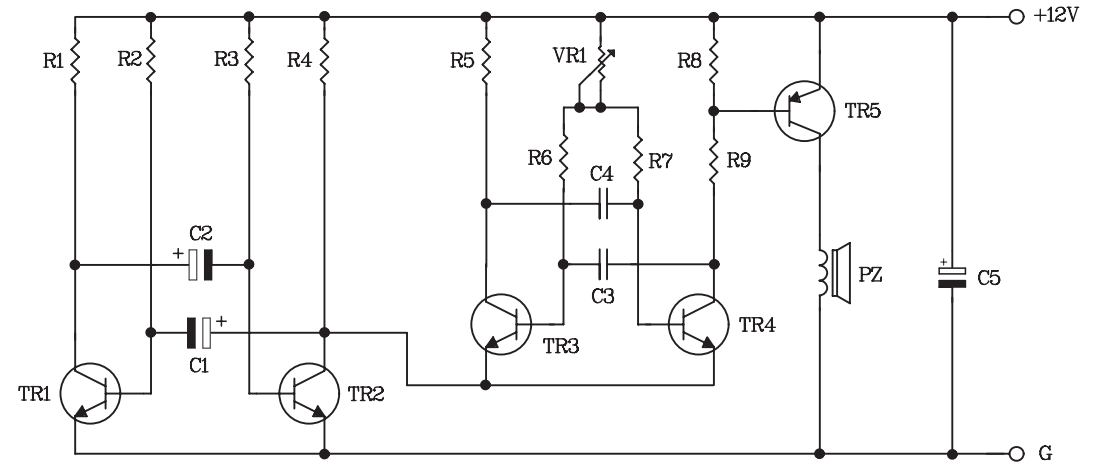 +12V
R1
R2
R3
R4
R5
VR1
R8
TR5
R6
R7
R9
C4
C2
+
C3
PZ
+
C5
C1
+
TR3
TR4
TR1
TR2
G